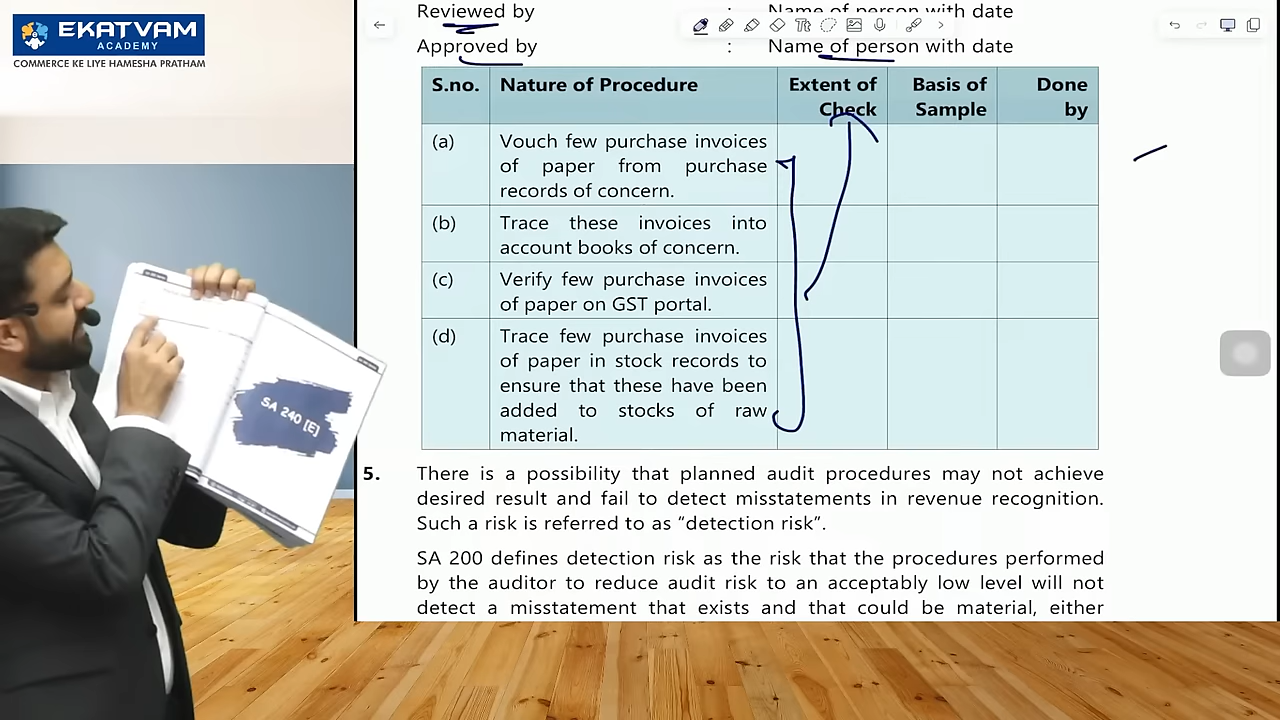 EKATVAM
ACADEMY
COMMERCE KE LIYE HAMESHA PRATHAM
Reviewed by : Name of person with date
Approved by : Name of person with date
S.no. Nature of Procedure Extent of Check Basis of Sample Done by
(a) Vouch few purchase invoices
of paper from purchase
records of concern.
(b) Trace these invoices into
account books of concern.
(c) Verify few purchase invoices
of paper on GST portal.
(d) Trace few purchase invoices
of paper in stock records to
ensure that these have been
added to stocks of raw
material.
5. There is a possibility that planned audit procedures may not achieve
desired result and fail to detect misstatements in revenue recognition.
Such a risk is referred to as “detection risk”.
SA 200 defines detection risk as the risk that the procedures performed
by the auditor to reduce audit risk to an acceptably low level will not
detect a misstatement that exists and that could be material, either
SA 240 [E]